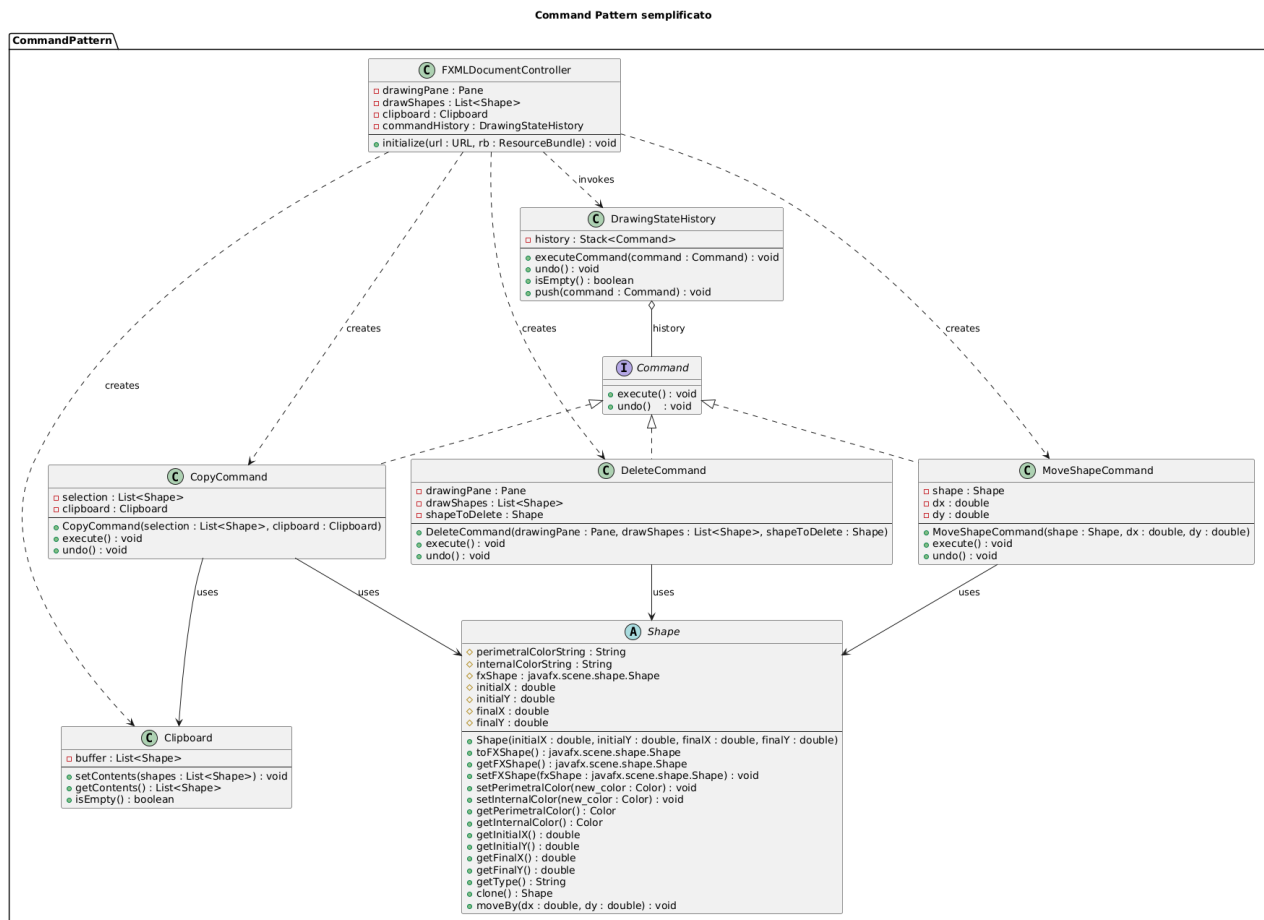 Command Pattern semplificato
CommandPattern
C FXMLDocumentController
drawingPane : Pane
drawShapes : List<Shape>
clipboard : Clipboard
commandHistory : DrawingStateHistory
initialize(url : URL, rb : ResourceBundle) : void
invokes
C DrawingStateHistory
history : Stack<Command>
executeCommand(command : Command) : void
undo() : void
isEmpty() : boolean
push(command : Command) : void
creates
creates
history
creates
creates
I Command
execute() : void
undo() : void
C CopyCommand
selection : List<Shape>
clipboard : Clipboard
CopyCommand(selection : List<Shape>, clipboard : Clipboard)
execute() : void
undo() : void
C DeleteCommand
drawingPane : Pane
drawShapes : List<Shape>
shapeToDelete : Shape
DeleteCommand(drawingPane : Pane, drawShapes : List<Shape>, shapeToDelete : Shape)
execute() : void
undo() : void
C MoveShapeCommand
shape : Shape
dx : double
dy : double
MoveShapeCommand(shape : Shape, dx : double, dy : double)
execute() : void
undo() : void
uses
uses
uses
uses
C Clipboard
buffer : List<Shape>
setContents(shapes : List<Shape>) : void
getContents() : List<Shape>
isEmpty() : boolean
A Shape
perimetralColorString : String
internalColorString : String
fxShape : javafx.scene.shape.Shape
initialX : double
initialY : double
finalX : double
finalY : double
Shape(initialX : double, initialY : double, finalX : double, finalY : double)
toFXShape() : javafx.scene.shape.Shape
getFXShape() : javafx.scene.shape.Shape
setFXShape(fxShape : javafx.scene.shape.Shape) : void
setPerimetralColor(new_color : Color) : void
setInternalColor(new_color : Color) : void
getPerimetralColor() : Color
getInternalColor() : Color
getInitialX() : double
getInitialY() : double
getFinalX() : double
getFinalY() : double
getType() : String
clone() : Shape
moveBy(dx : double, dy : double) : void